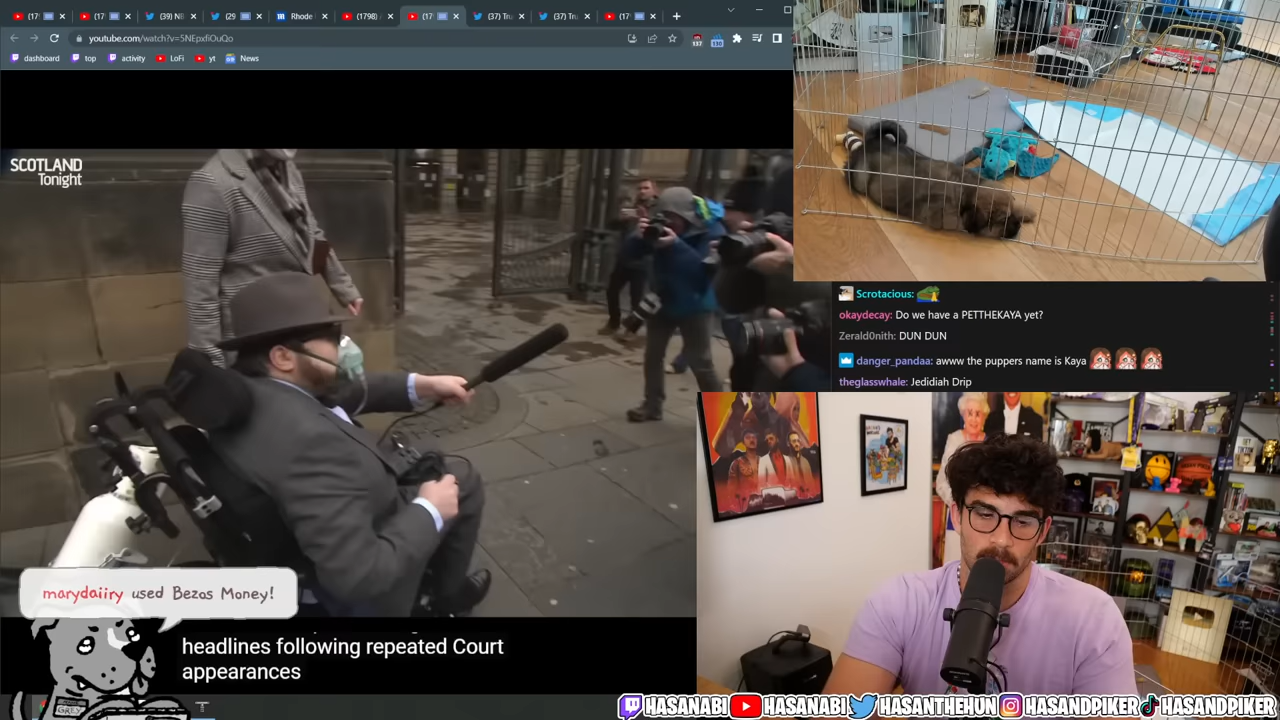 youtube.com/watch?v=5NEpxfiOuQo
dashboard
top
activity
LoFi
yt
News
SCOTLAND
Tonight
Scrotacious:
okaydecay: Do we have a PETTHEKAYA yet?
Zerald0nith: DUN DUN
danger_pandaa: awww the puppers name is Kaya
theglasswhale: Jedidiah Drip
marydaiiry used Bezos Money!
headlines following repeated Court
appearances
HASANABI
HASANABI
HASANTHEHUN
HASANDPIKER
HASANDPIKER